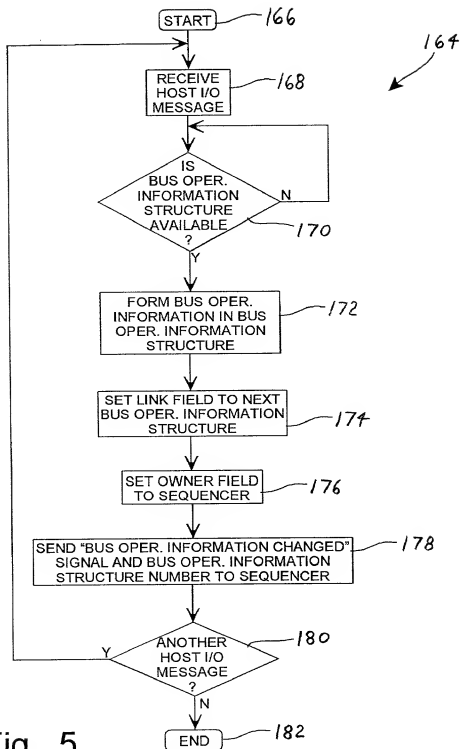 START
166
164
RECEIVE
HOST I/O
MESSAGE
168
IS
BUS OPER.
INFORMATION
STRUCTURE
AVAILABLE
?
N
170
Y
FORM BUS OPER.
INFORMATION IN BUS
OPER. INFORMATION
STRUCTURE
172
SET LINK FIELD TO NEXT
BUS OPER. INFORMATION
STRUCTURE
174
SET OWNER FIELD
TO SEQUENCER
176
SEND "BUS OPER. INFORMATION CHANGED"
SIGNAL AND BUS OPER. INFORMATION
STRUCTURE NUMBER TO SEQUENCER
178
Y
ANOTHER
HOST I/O
MESSAGE
?
180
N
END
182
Fig. 5